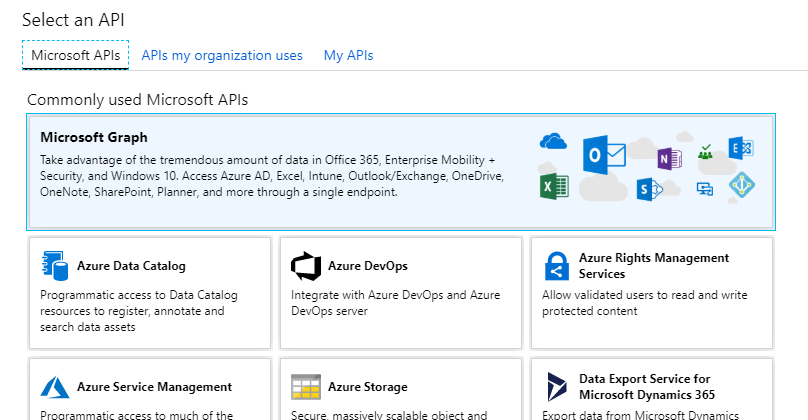 Select an API
Microsoft APIs APIs my organization uses My APIs
Commonly used Microsoft APIs
Microsoft Graph
Take advantage of the tremendous amount of data in Office 365, Enterprise Mobility +
Security, and Windows 10. Access Azure AD, Excel, Intune, Outlook/Exchange, OneDrive,
OneNote, SharePoint, Planner, and more through a single endpoint.
Azure Data Catalog
Programmatic access to Data Catalog
resources to register, annotate and
search data assets
Azure DevOps
Integrate with Azure DevOps and Azure
DevOps server
Azure Rights Management
Services
Allow validated users to read and write
protected content
Azure Service Management
Programmatic access to much of the
Azure Storage
Secure, massively scalable object and
Data Export Service for
Microsoft Dynamics 365
Export data from Microsoft Dynamics